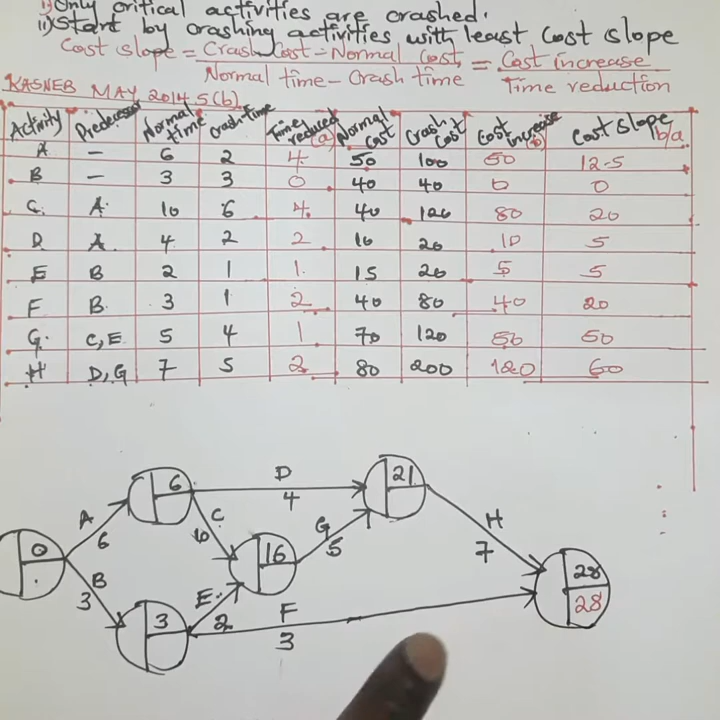 i) Only critical activities are crashed.
ii) Start by crashing activities with least cost slope
Cost slope = Crash Cost - Normal Cost = Cost increase
Normal time - Crash time Time reduction
KASNEB MAY 2014 5(b)
Activity Predecessor Normal time Crash time Time reduced (a) Normal cost Crash cost Cost increase (b) Cost slope b/a
A - 6 2 4 50 100 50 12.5
B - 3 3 0 40 40 0 0
C A 10 6 4 40 120 80 20
D A 4 2 2 10 20 10 5
E B 2 1 1 15 20 5 5
F B 3 1 2 40 80 40 20
G C,E 5 4 1 70 120 50 50
H D,G 7 5 2 80 200 120 60
D
6 4 21
A 6
C 10
G 5
H 7
0 16
B 3
E 2
28
28
3
F
3